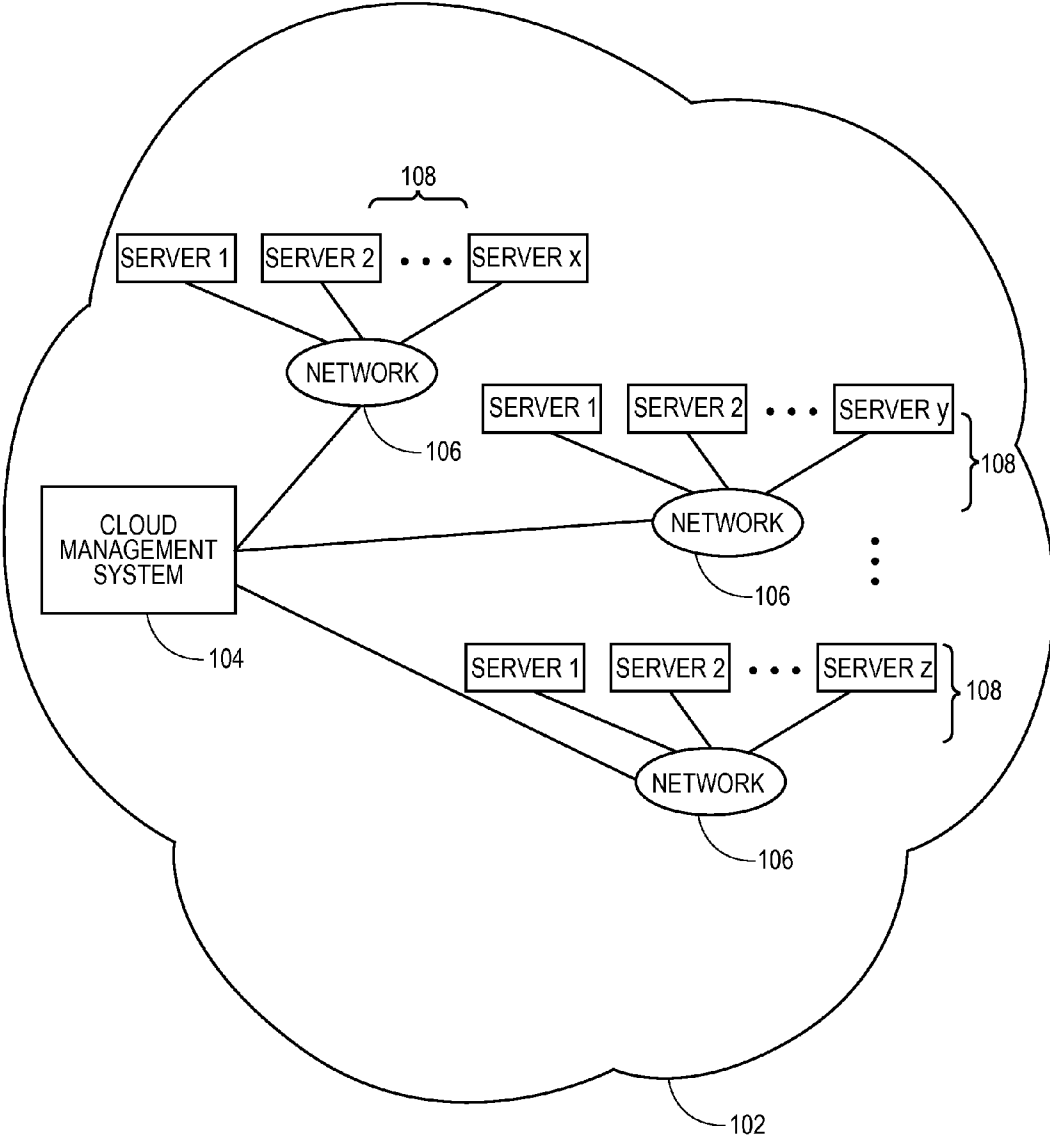 108
SERVER 1
SERVER 2
SERVER x
NETWORK
106
SERVER 1
SERVER 2
SERVER y
108
NETWORK
106
CLOUD
MANAGEMENT
SYSTEM
104
SERVER 1
SERVER 2
SERVER z
108
NETWORK
106
102